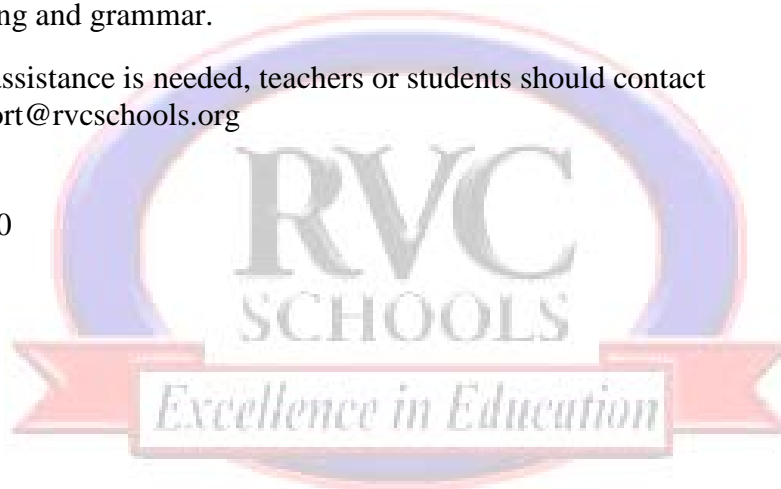 ng and grammar.
assistance is needed, teachers or students should contact
ort@rvcschools.org
0
RVC
SCHOOLS
Excellence in Education